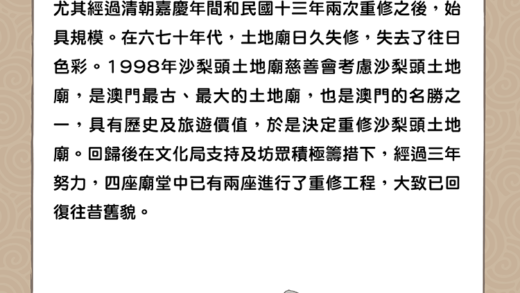 尤其經過清朝嘉慶年間和民國十三年兩次重修之後，始
具規模。在六七十年代，土地廟日久失修，失去了往日
色彩。1998年沙梨頭土地廟慈善會考慮沙梨頭土地
廟，是澳門最古、最大的土地廟，也是澳門的名勝之
一，具有歷史及旅遊價值，於是決定重修沙梨頭土地
廟。回歸後在文化局支持及坊眾積極籌措下，經過三年
努力，四座廟堂中已有兩座進行了重修工程，大致已回
復往昔舊貌。